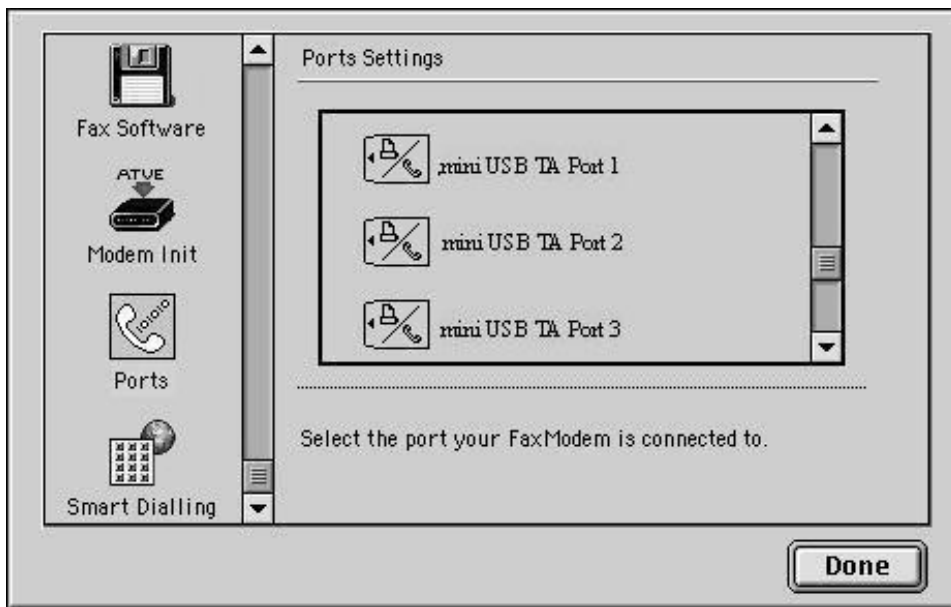 Fax Software
ATVE
Modem Init
Ports
Smart Dialling
Ports Settings
mini USB TA Port 1
mini USB TA Port 2
mini USB TA Port 3
Select the port your FaxModem is connected to.
Done